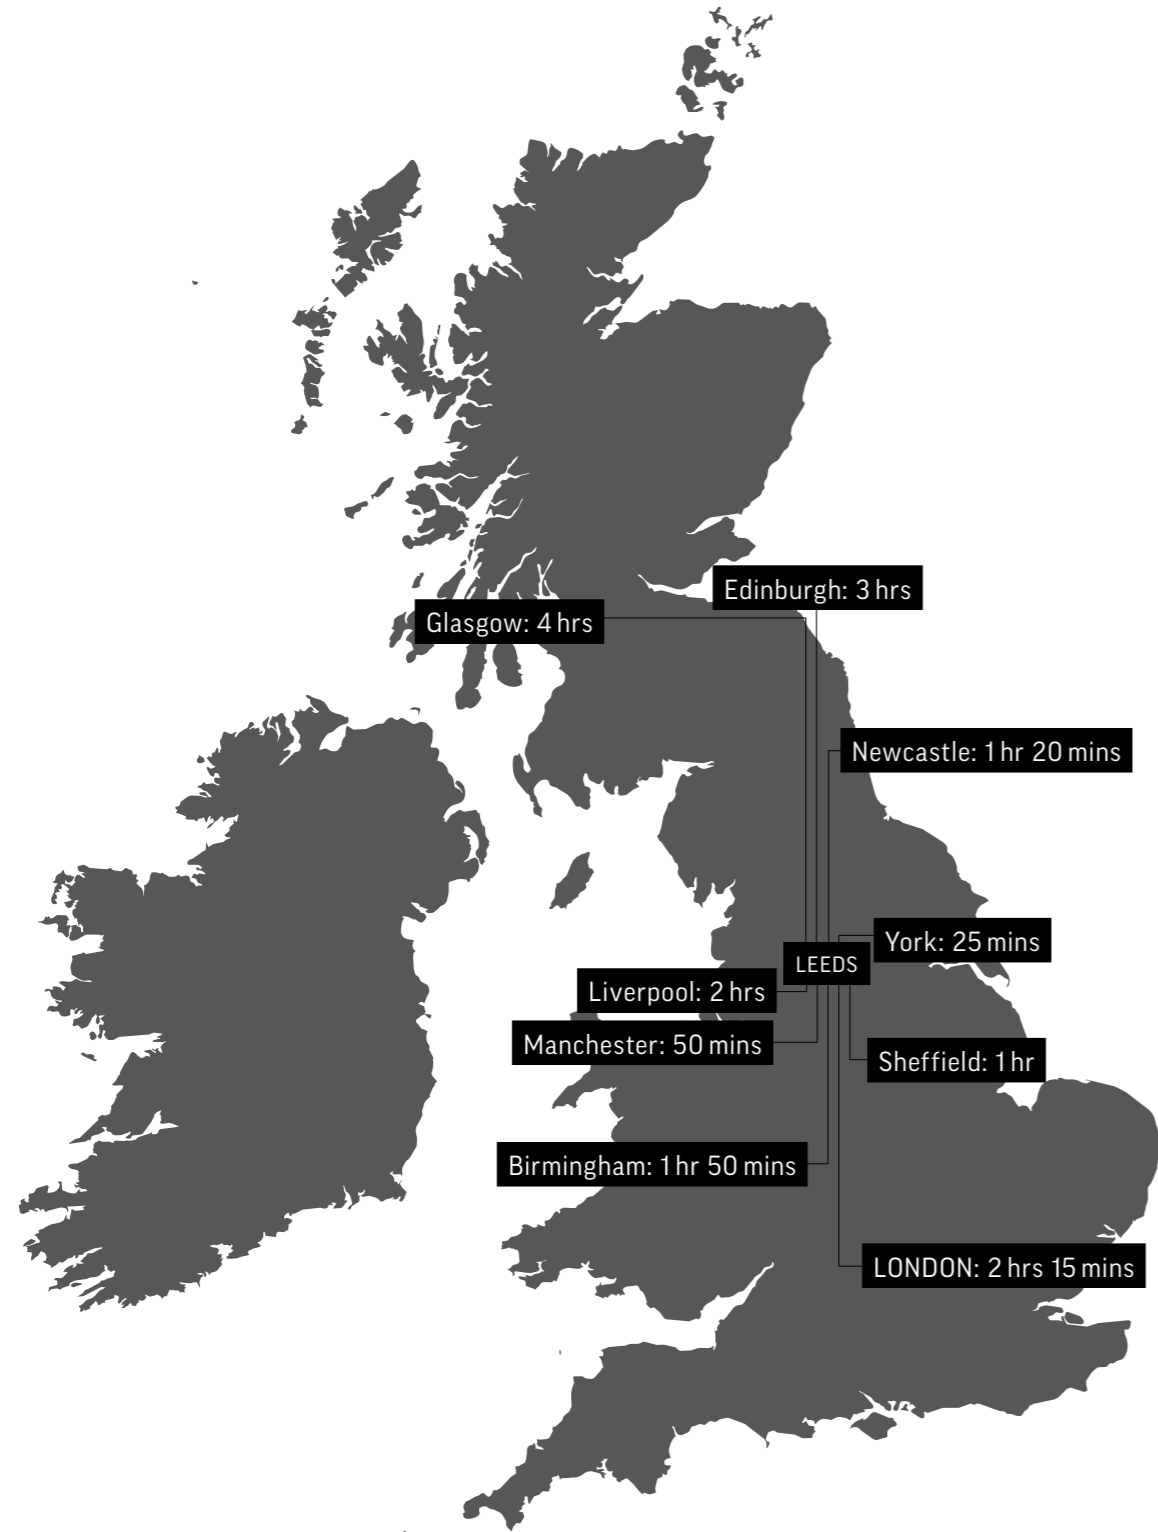 Edinburgh: 3 hrs
Glasgow: 4 hrs
Newcastle: 1 hr 20 mins
York: 25 mins
LEEDS
Liverpool: 2 hrs
Manchester: 50 mins
Sheffield: 1 hr
Birmingham: 1 hr 50 mins
LONDON: 2 hrs 15 mins